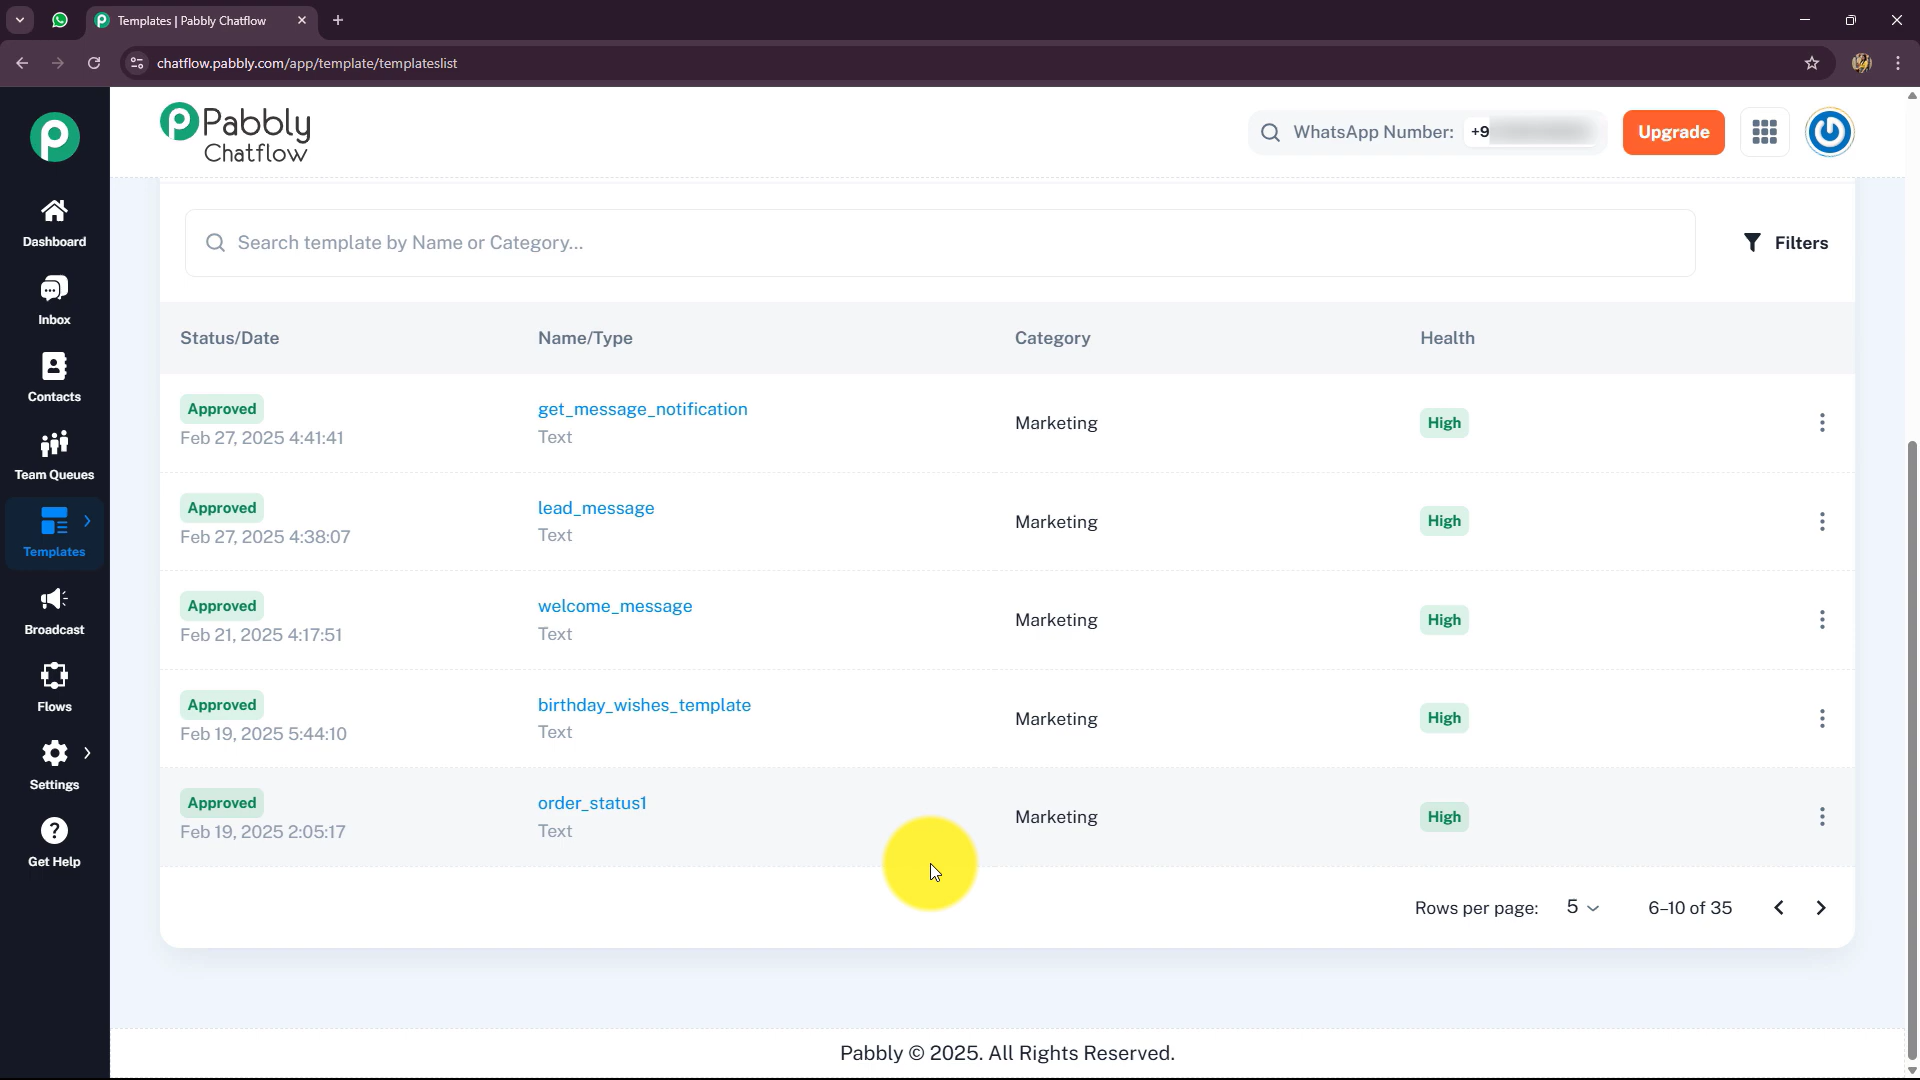 Templates | Pabbly Chatflow
chatflow.pabbly.com/app/template/templateslist
Pabbly
Chatflow
WhatsApp Number: +9
Upgrade
Dashboard
Inbox
Contacts
Team Queues
Templates
Broadcast
Flows
Settings
Get Help
Search template by Name or Category...
Filters
Status/Date Name/Type Category Health
Approved
Feb 27, 2025 4:41:41
get_message_notification
Text
Marketing
High
Approved
Feb 27, 2025 4:38:07
lead_message
Text
Marketing
High
Approved
Feb 21, 2025 4:17:51
welcome_message
Text
Marketing
High
Approved
Feb 19, 2025 5:44:10
birthday_wishes_template
Text
Marketing
High
Approved
Feb 19, 2025 2:05:17
order_status1
Text
Marketing
High
Rows per page: 5 6–10 of 35
Pabbly © 2025. All Rights Reserved.